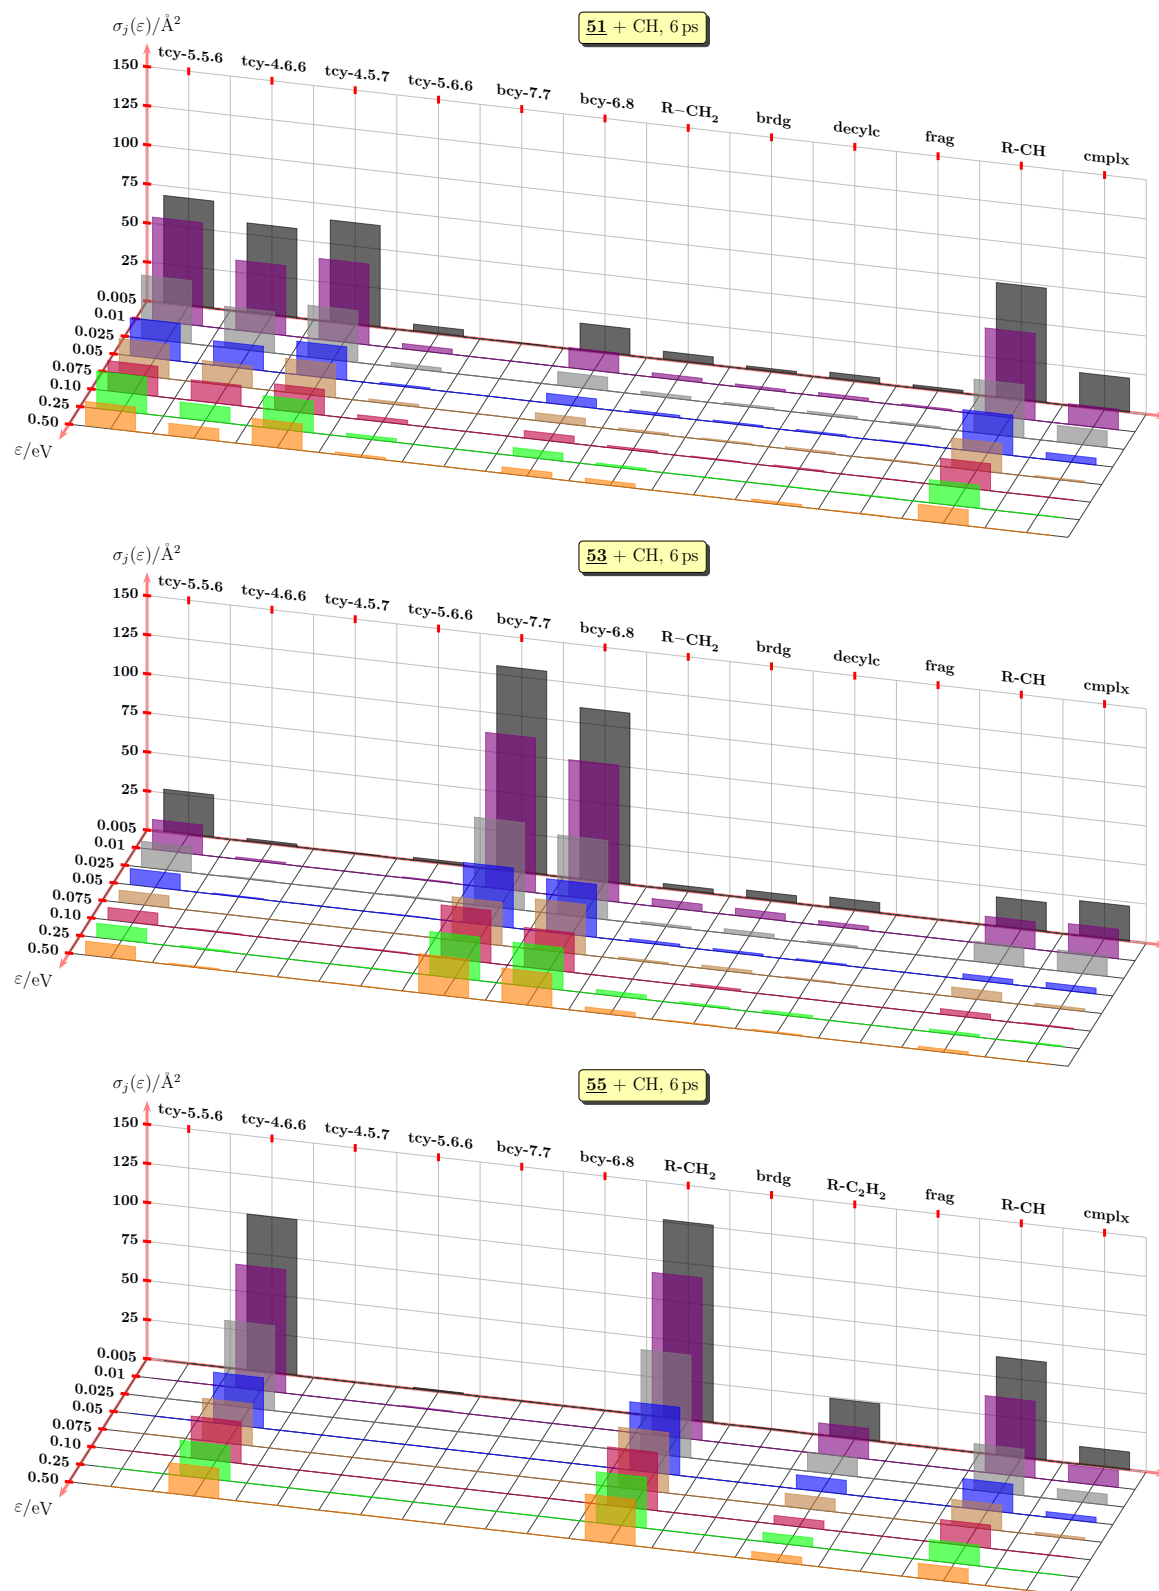 σj(ε)/Å²
51 + CH, 6 ps
tcy-5.5.6
tcy-4.6.6
tcy-4.5.7
tcy-5.6.6
bcy-7.7
bcy-6.8
R−CH₂
brdg
decylc
frag
R-CH
cmplx
150
125
100
75
50
25
0.005
0.01
0.025
0.05
0.075
0.10
0.25
0.50
ε/eV
σj(ε)/Å²
53 + CH, 6 ps
tcy-5.5.6
tcy-4.6.6
tcy-4.5.7
tcy-5.6.6
bcy-7.7
bcy-6.8
R−CH₂
brdg
decylc
frag
R-CH
cmplx
150
125
100
75
50
25
0.005
0.01
0.025
0.05
0.075
0.10
0.25
0.50
ε/eV
σj(ε)/Å²
55 + CH, 6 ps
tcy-5.5.6
tcy-4.6.6
tcy-4.5.7
tcy-5.6.6
bcy-7.7
bcy-6.8
R-CH₂
brdg
R-C₂H₂
frag
R-CH
cmplx
150
125
100
75
50
25
0.005
0.01
0.025
0.05
0.075
0.10
0.25
0.50
ε/eV